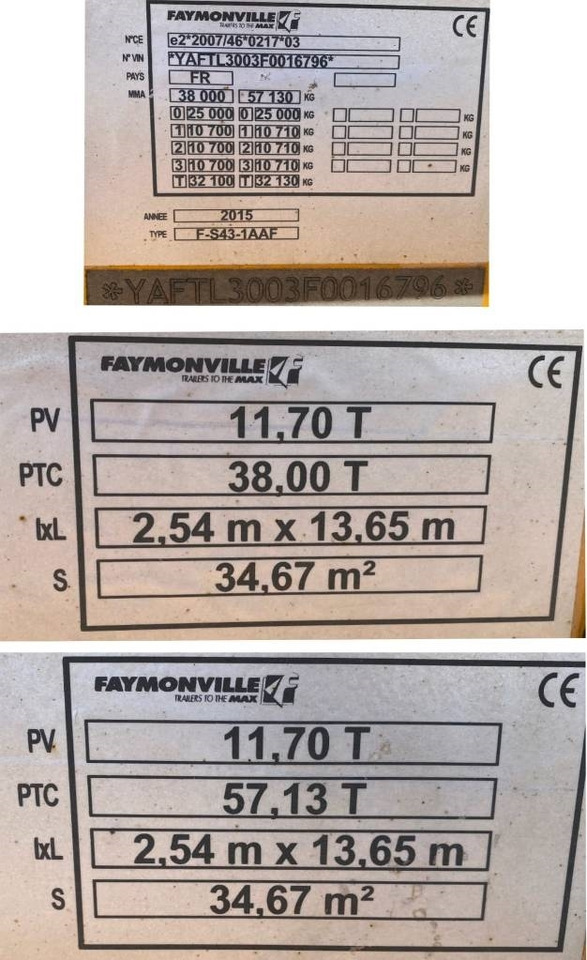 FAYMONVILLE
TRAILERS TO THE MAX
CE
N°CE e2*2007/46*0217*03
N° VIN *YAFTL3003F0016796*
PAYS FR
MMA 38 000 57 130 KG
0 25 000 0 25 000 KG KG
1 10 700 1 10 710 KG KG
2 10 700 2 10 710 KG KG
3 10 700 3 10 710 KG KG
T 32 100 T 32 130 KG
ANNEE 2015
TYPE F-S43-1AAF
*YAFTL3003F0016796*
FAYMONVILLE
TRAILERS TO THE MAX
CE
PV 11,70 T
PTC 38,00 T
lxL 2,54 m x 13,65 m
S 34,67 m²
FAYMONVILLE
TRAILERS TO THE MAX
CE
PV 11,70 T
PTC 57,13 T
lxL 2,54 m x 13,65 m
S 34,67 m²